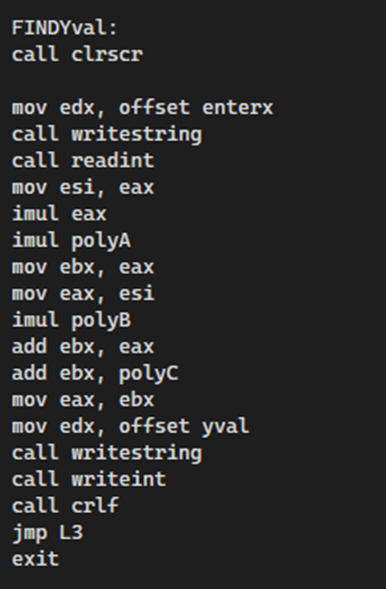 FINDYval:
call clrscr
mov edx, offset enterx
call writestring
call readint
mov esi, eax
imul eax
imul polyA
mov ebx, eax
mov eax, esi
imul polyB
add ebx, eax
add ebx, polyC
mov eax, ebx
mov edx, offset yval
call writestring
call writeint
call crlf
jmp L3
exit